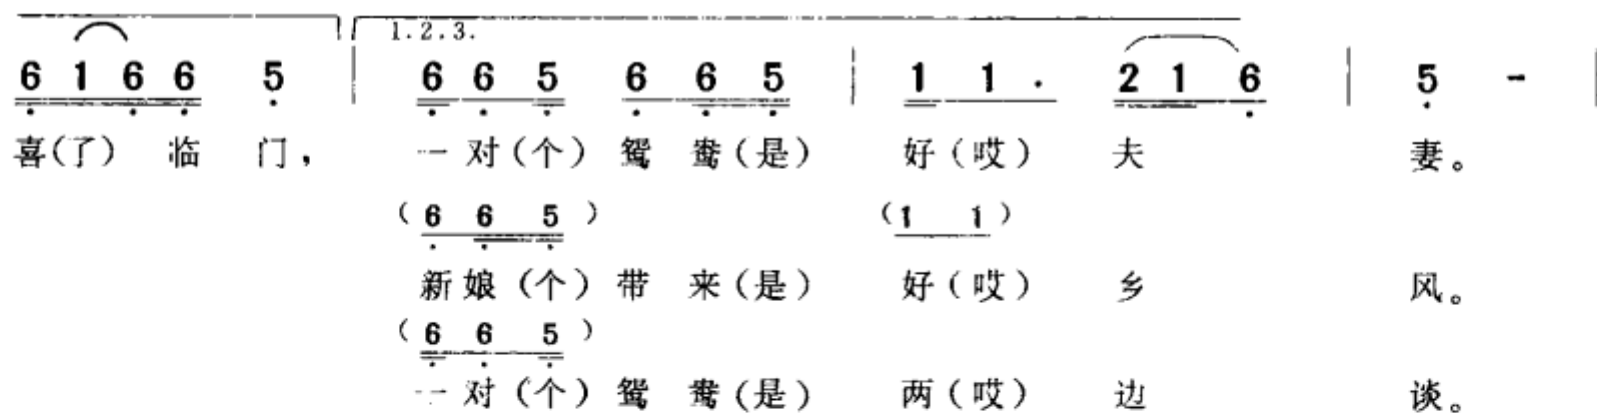 1.2.3.
6 1 6 6 5 | 6 6 5 6 6 5 | 1 1 . 2 1 6 | 5 -
喜(了) 临 门， 一 对(个) 鸳 鸯(是) 好(哎) 夫 妻。
(6 6 5) (1 1)
新 娘(个) 带 来(是) 好(哎) 乡 风。
(6 6 5)
一 对(个) 鸳 鸯(是) 两(哎) 边 谈。